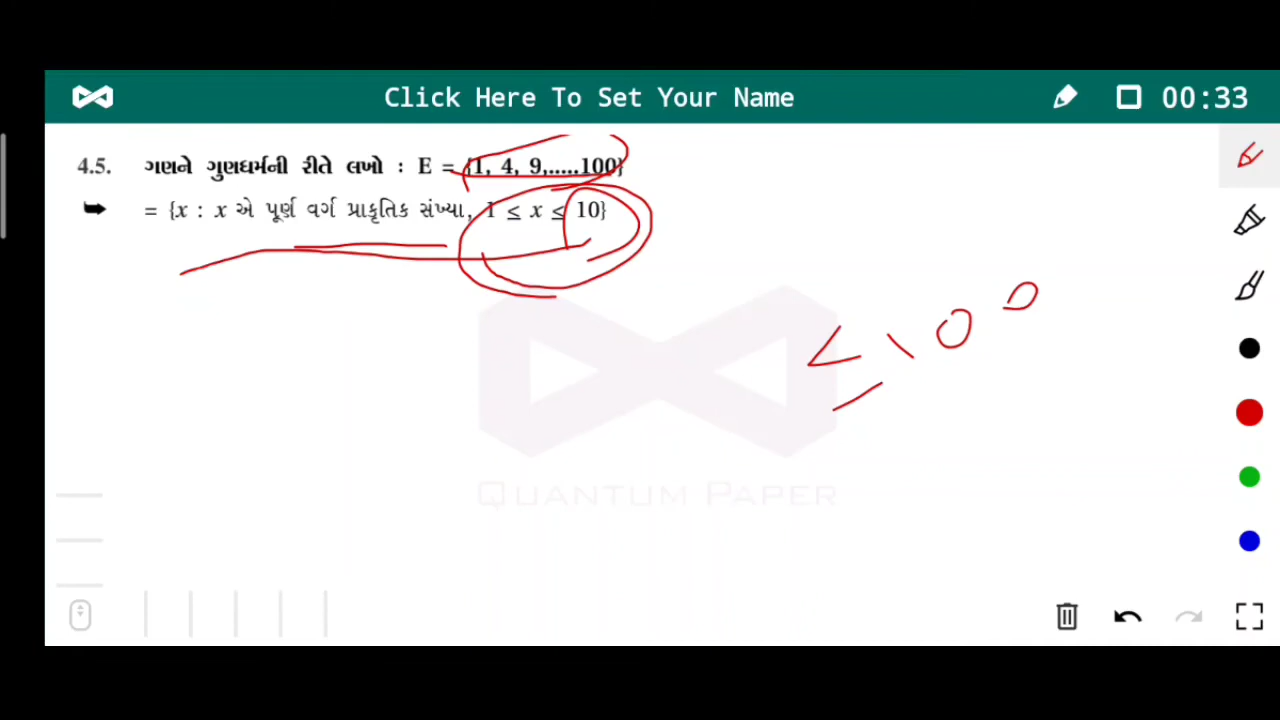 Click Here To Set Your Name 00:33
4.5. ગણને ગુણધર્મની રીતે લખો : E = {1, 4, 9,.....100}
➥ = {x : x એ પૂર્ણ વર્ગ પ્રાકૃતિક સંખ્યા, 1 ≤ x ≤ 10}
≤ 100
QUANTUM PAPER